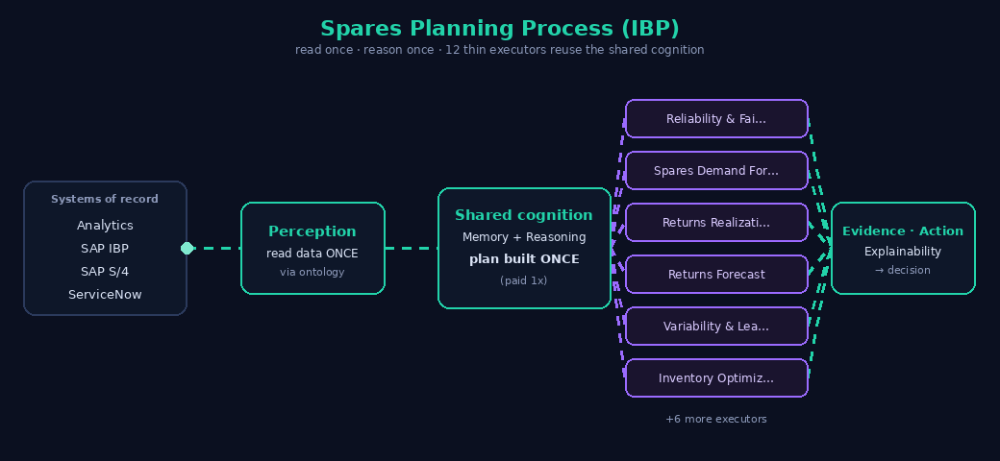 Spares Planning Process (IBP)
read once · reason once · 12 thin executors reuse the shared cognition
Systems of record
Analytics
SAP IBP
SAP S/4
ServiceNow
Perception
read data ONCE
via ontology
Shared cognition
Memory + Reasoning
plan built ONCE
(paid 1x)
Reliability & Fai...
Spares Demand For...
Returns Realizati...
Returns Forecast
Variability & Lea...
Inventory Optimiz...
+6 more executors
Evidence · Action
Explainability
→ decision